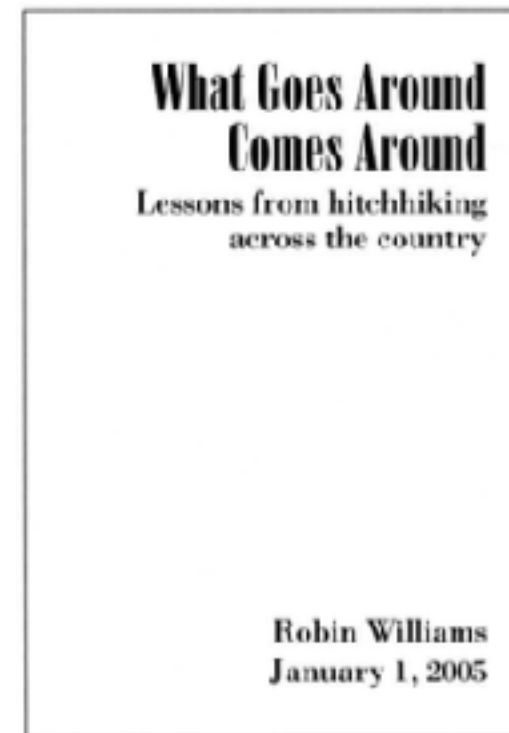 What Goes Around
Comes Around
Lessons from hitchhiking
across the country
Robin Williams
January 1, 2005